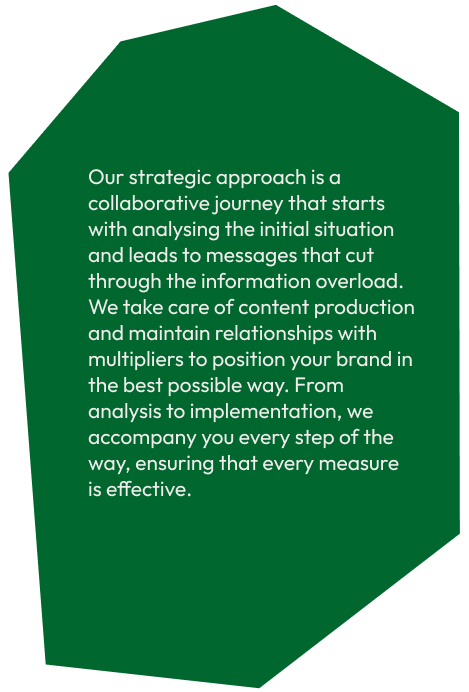 Our strategic approach is a
collaborative journey that starts
with analysing the initial situation
and leads to messages that cut
through the information overload.
We take care of content production
and maintain relationships with
multipliers to position your brand in
the best possible way. From
analysis to implementation, we
accompany you every step of the
way, ensuring that every measure
is effective.